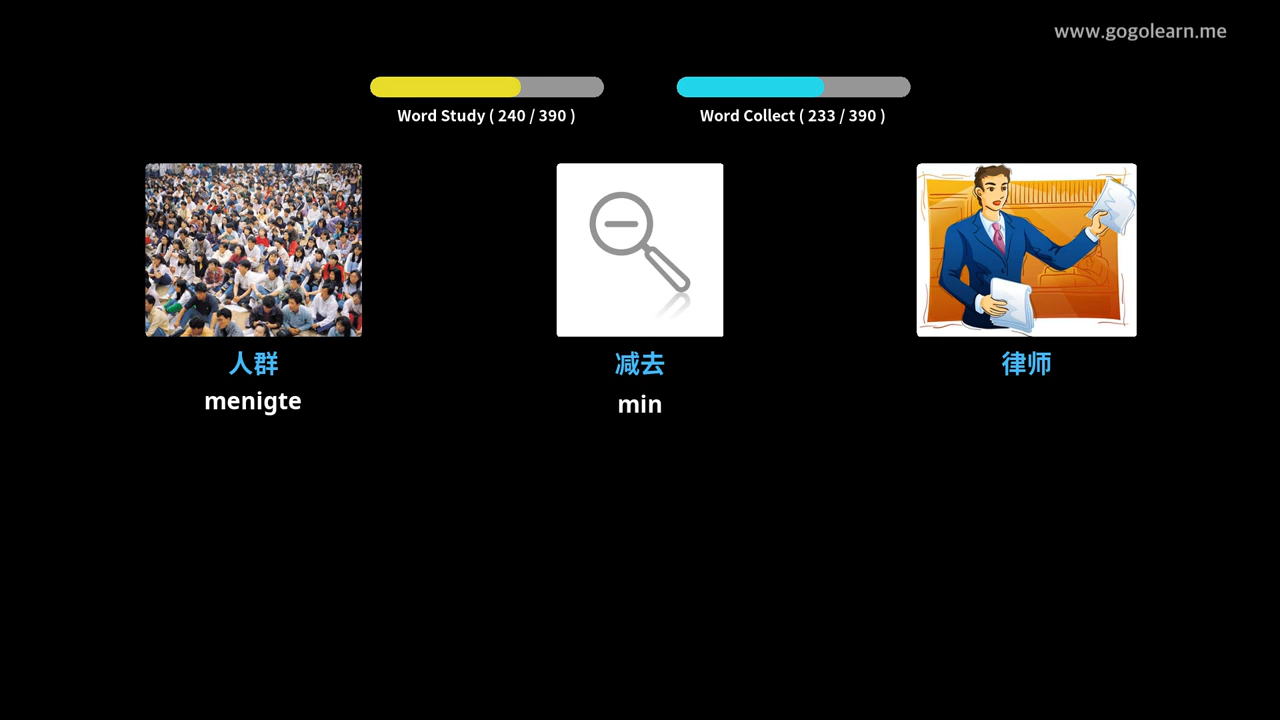 www.gogolearn.me
Word Study ( 240 / 390 )
Word Collect ( 233 / 390 )
人群
减去
律师
menigte
min